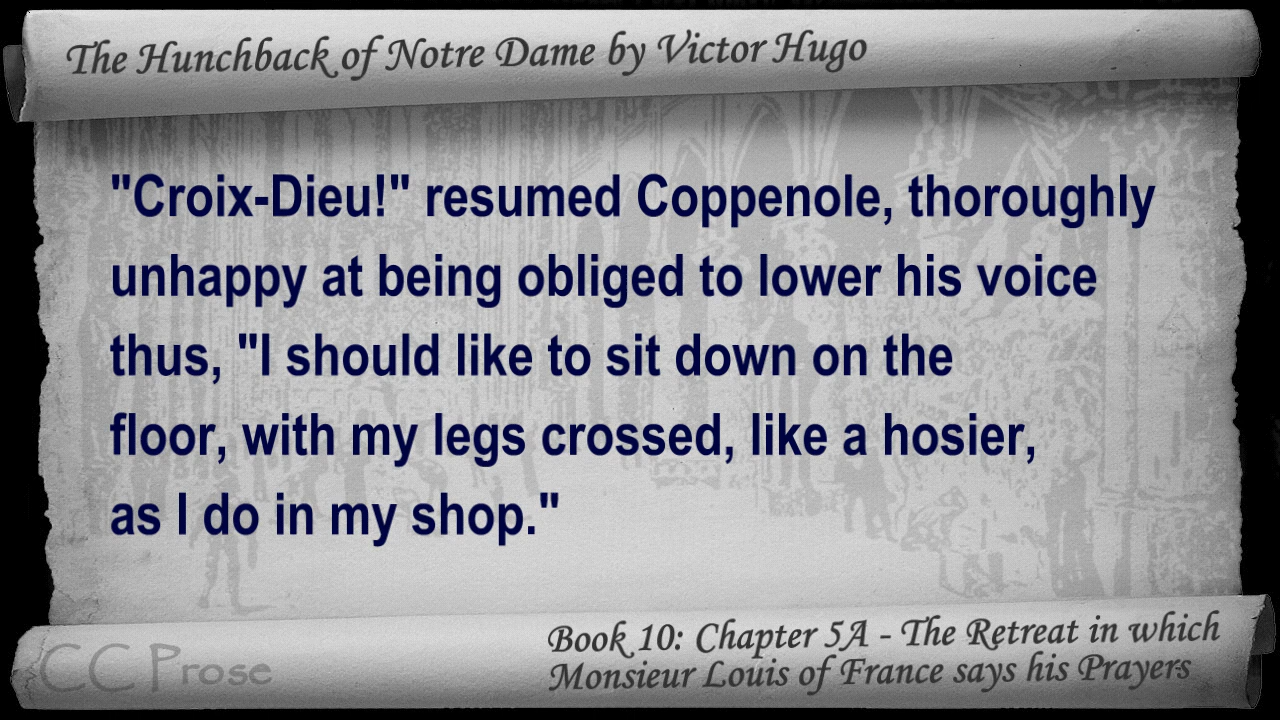 The Hunchback of Notre Dame by Victor Hugo
"Croix-Dieu!" resumed Coppenole, thoroughly
unhappy at being obliged to lower his voice
thus, "I should like to sit down on the
floor, with my legs crossed, like a hosier,
as I do in my shop."
Book 10: Chapter 5A - The Retreat in which
Monsieur Louis of France says his Prayers
CC Prose